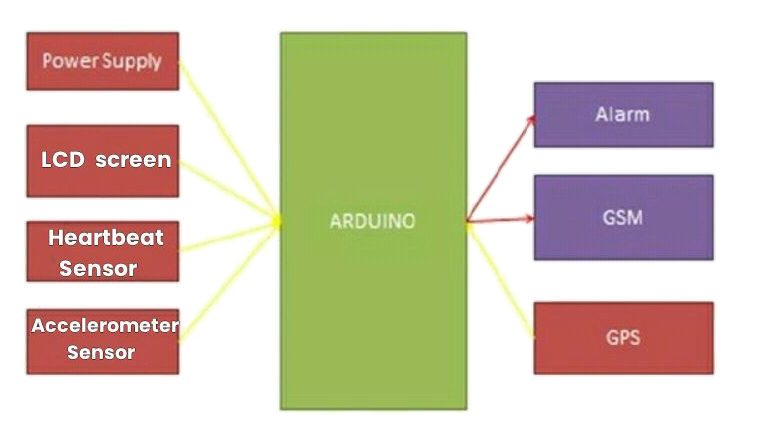 Power Supply
LCD screen
Heartbeat
Sensor
Accelerometer
Sensor
ARDUINO
Alarm
GSM
GPS